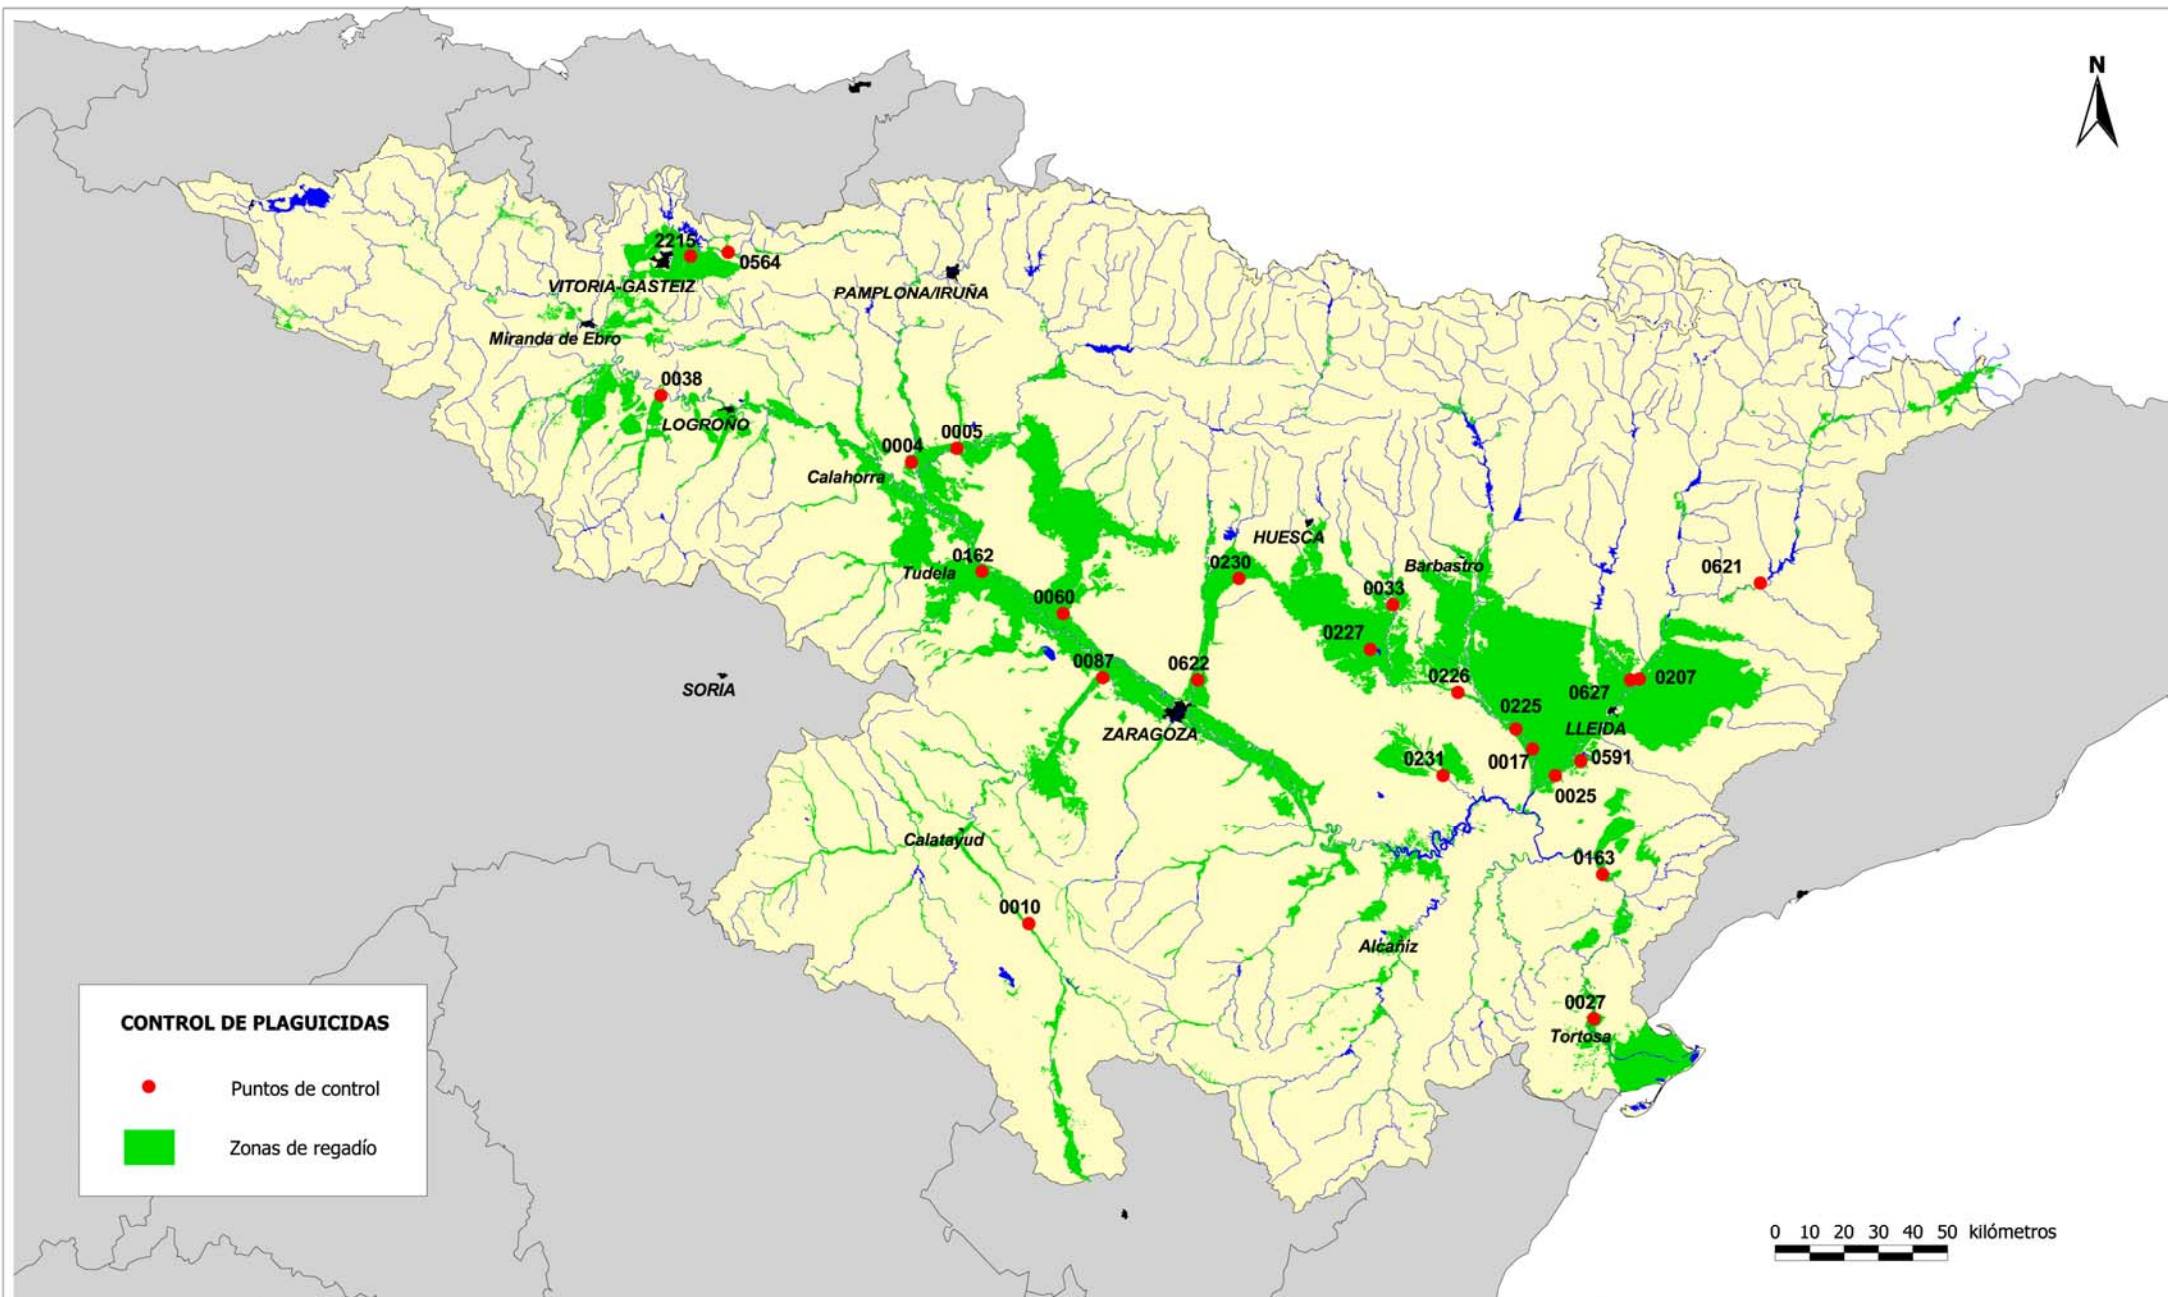 N
2215
0564
VITORIA-GASTEIZ
PAMPLONA/IRUÑA
Miranda de Ebro
0038
LOGROÑO
0004
0005
Calahorra
HUESCA
0162
Tudela
0230
Barbastro
0621
0060
0033
0227
0087
0622
0226
0627
0207
SORIA
0225
ZARAGOZA
LLEIDA
0231
0017
0591
0025
Calatayud
0163
0010
Alcañiz
0027
Tortosa
CONTROL DE PLAGUICIDAS
Puntos de control
Zonas de regadío
0 10 20 30 40 50 kilómetros